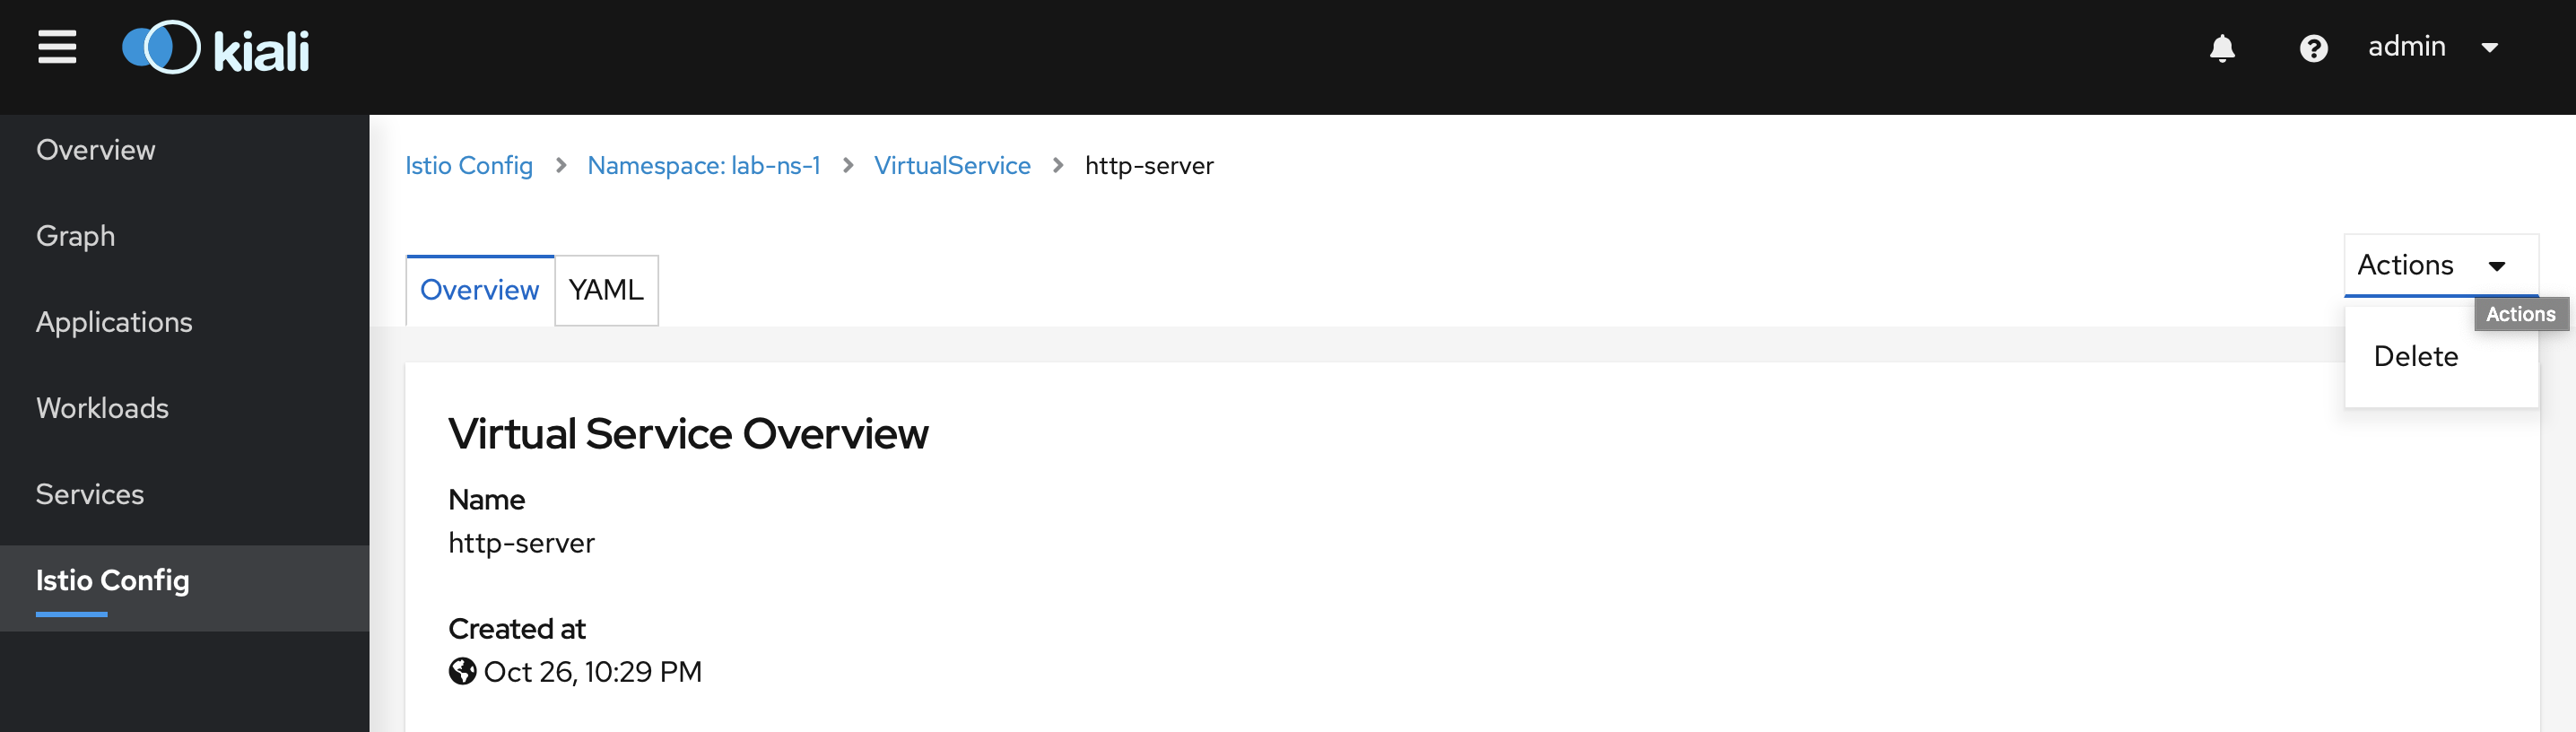 kiali
admin
Overview
Graph
Applications
Workloads
Services
Istio Config
Istio Config > Namespace: lab-ns-1 > VirtualService > http-server
Overview YAML
Actions
Actions
Delete
Virtual Service Overview
Name
http-server
Created at
Oct 26, 10:29 PM